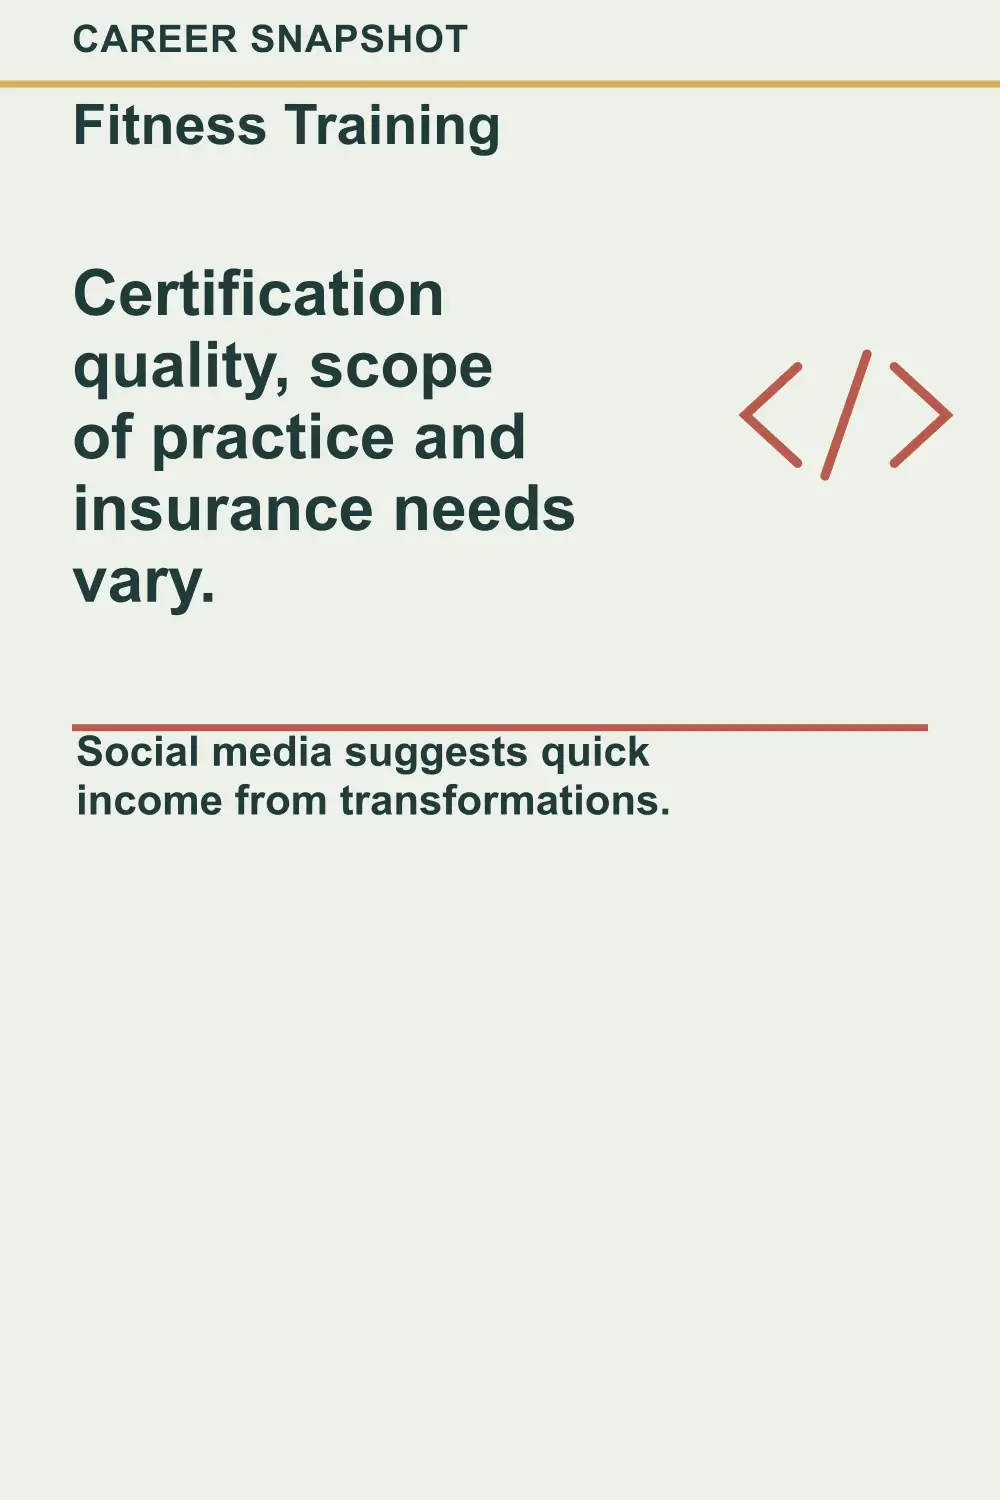 CAREER SNAPSHOT
Fitness Training
Certification
quality, scope
of practice and
insurance needs
vary.
Social media suggests quick
income from transformations.